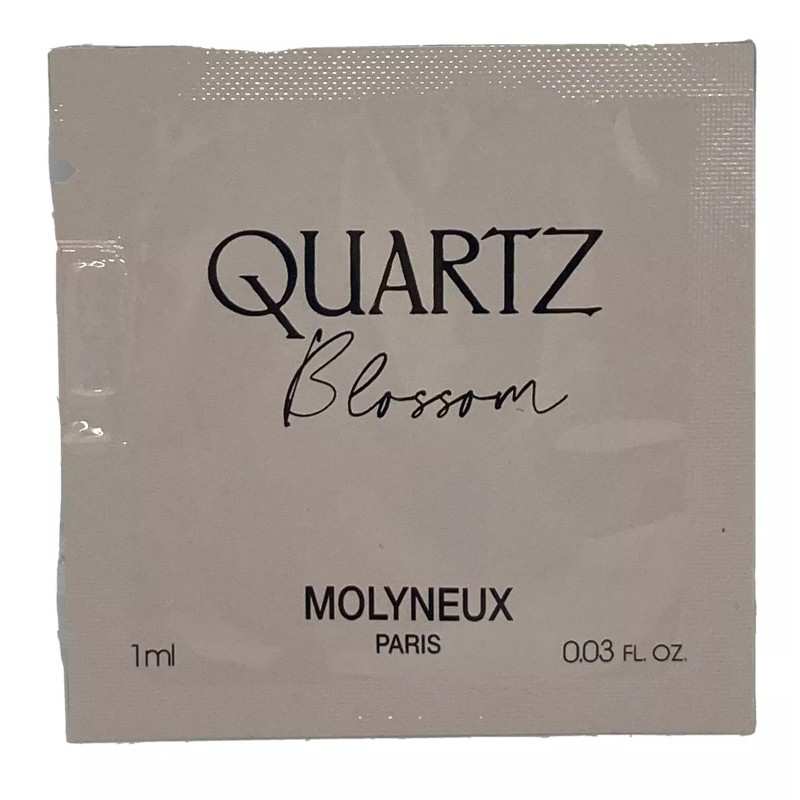 QUARTZ
Blossom
MOLYNEUX
PARIS
1ml
0.03 FL. OZ.